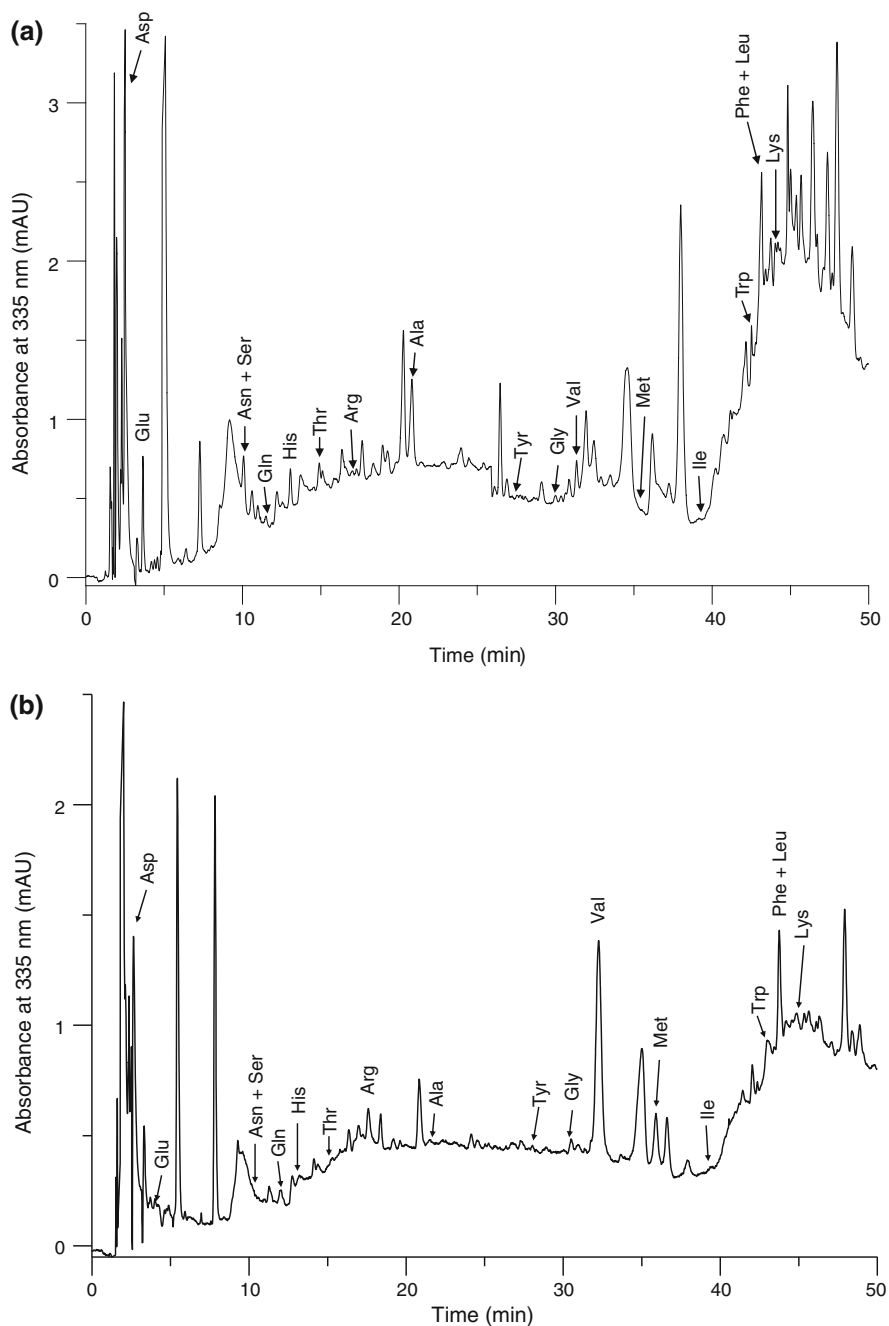 (a)
Absorbance at 335 nm (mAU)
3
2
1
0
Asp
Glu
Asn + Ser
Gln
His
Thr
Arg
Ala
Tyr
Gly
Val
Met
Ile
Trp
Phe + Leu
Lys
0 10 20 30 40 50
Time (min)
(b)
Absorbance at 335 nm (mAU)
2
1
0
Asp
Glu
Asn + Ser
Gln
His
Thr
Arg
Ala
Tyr
Gly
Val
Met
Ile
Trp
Phe + Leu
Lys
0 10 20 30 40 50
Time (min)